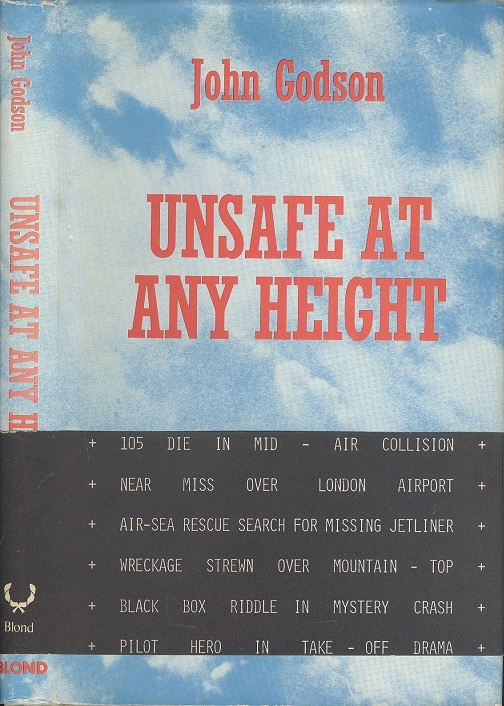 John Godson
UNSAFE AT
ANY HEIGHT
+ 105 DIE IN MID - AIR COLLISION +
+ NEAR MISS OVER LONDON AIRPORT +
+ AIR-SEA RESCUE SEARCH FOR MISSING JETLINER +
+ WRECKAGE STREWN OVER MOUNTAIN - TOP +
+ BLACK BOX RIDDLE IN MYSTERY CRASH +
+ PILOT HERO IN TAKE - OFF DRAMA +
John Godson
UNSAFE AT ANY H
Blond
BLOND